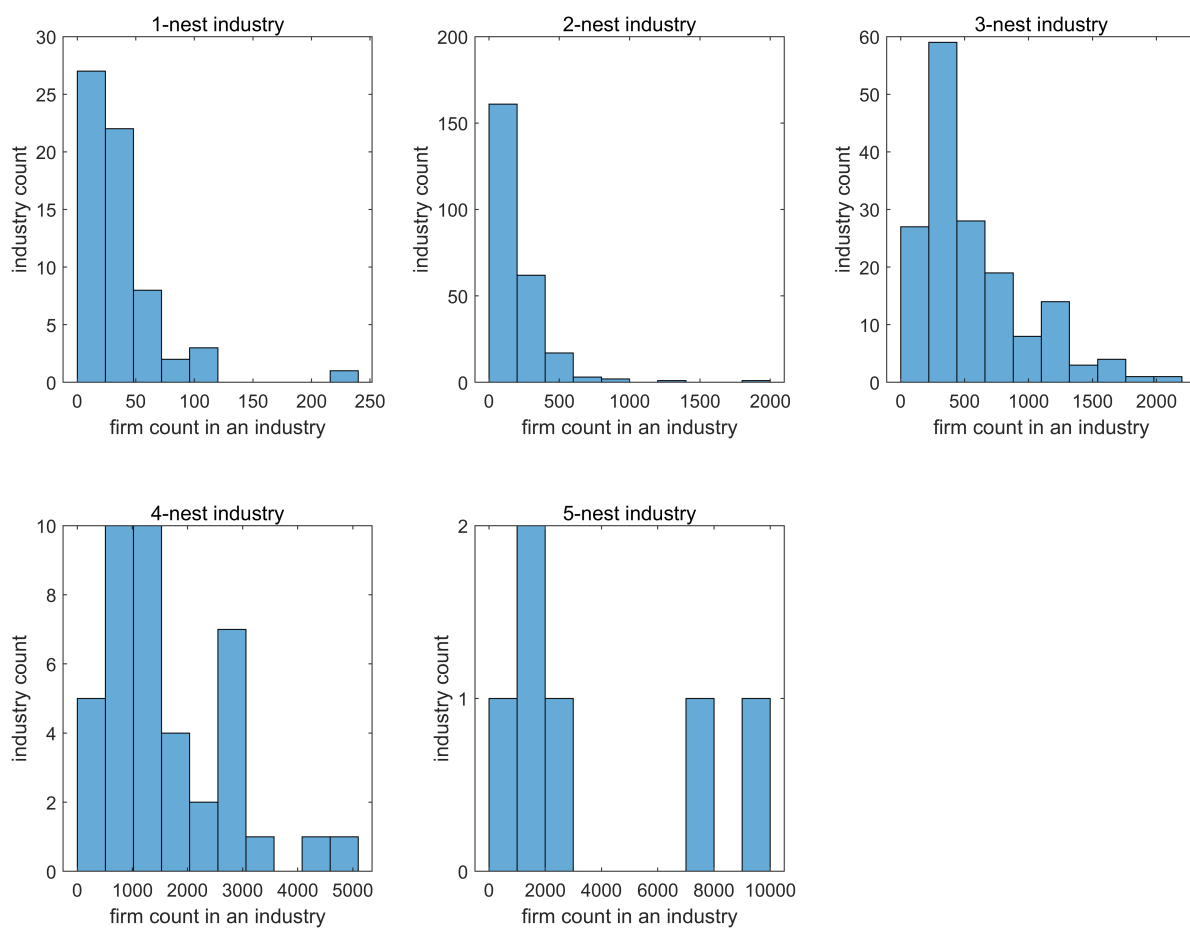 1-nest industry
30
25
20
15
10
5
0
industry count
0 50 100 150 200 250
firm count in an industry
2-nest industry
200
150
100
50
0
industry count
0 500 1000 1500 2000
firm count in an industry
3-nest industry
60
50
40
30
20
10
0
industry count
0 500 1000 1500 2000
firm count in an industry
4-nest industry
10
8
6
4
2
0
industry count
0 1000 2000 3000 4000 5000
firm count in an industry
5-nest industry
2
1
0
industry count
0 2000 4000 6000 8000 10000
firm count in an industry